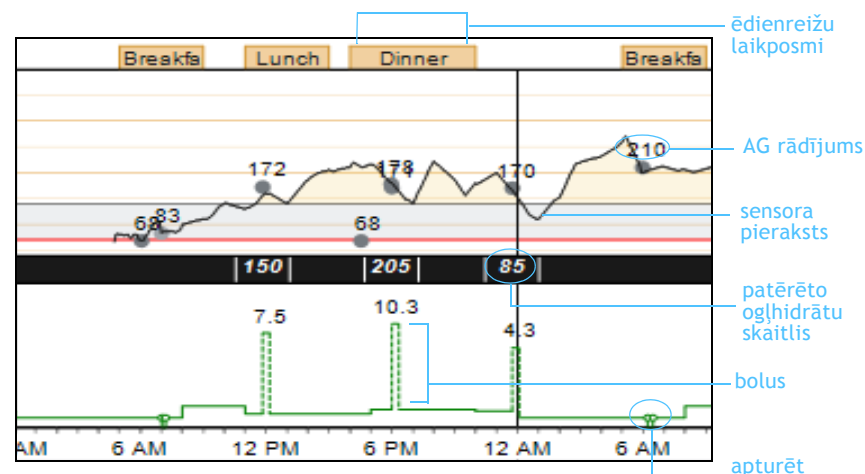 ēdienreižu
laikposmi
Breakfa Lunch Dinner Breakfa
AG rādījums
210
172 170
68 83 68
sensora
pieraksts
150 205 85
patērēto
ogļhidrātu
skaitlis
7.5 10.3 4.3
bolus
AM 6 AM 12 PM 6 PM 12 AM 6 AM
apturēt